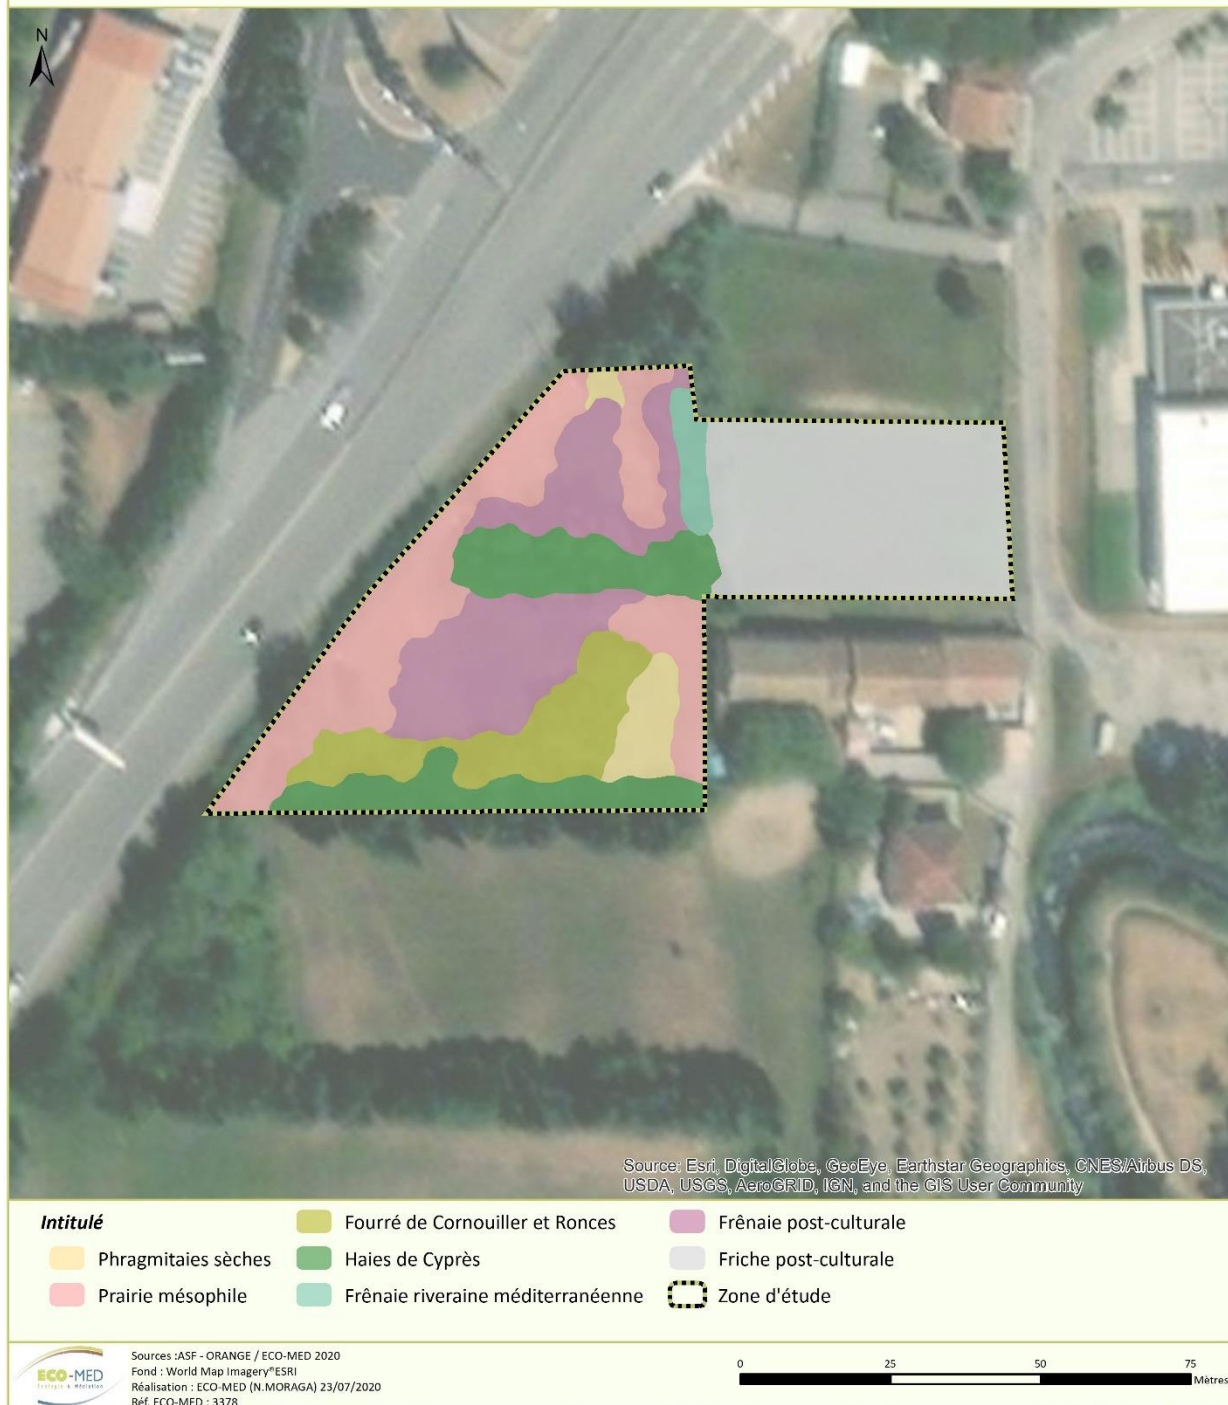 N
Source: Esri, DigitalGlobe, GeoEye, Earthstar Geographics, CNES/Airbus DS,
USDA, USGS, AeroGRID, IGN, and the GIS User Community
Intitulé
Phragmitaies sèches
Prairie mésophile
Fourré de Cornouiller et Ronces
Haies de Cyprès
Frênaie riveraine méditerranéenne
Frênaie post-culturale
Friche post-culturale
Zone d'étude
ECO-MED
Ecologie & Médiation
Sources :ASF - ORANGE / ECO-MED 2020
Fond : World Map Imagery®ESRI
Réalisation : ECO-MED (N.MORAGA) 23/07/2020
Réf. ECO-MED : 3378
0 25 50 75
Mètres